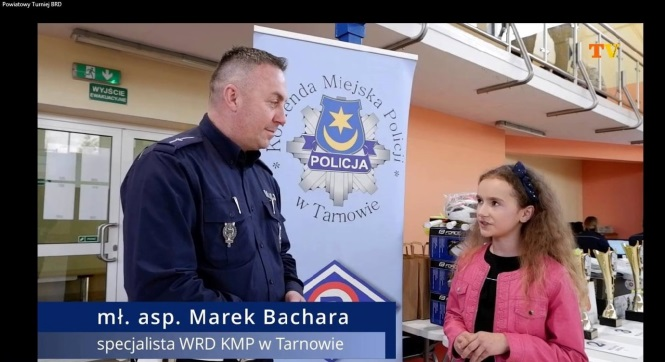 Powiatowy Turniej BRD
TV
WYJŚCIE
EWAKUACYJNE
Komenda Miejska Policji
POLICJA
w Tarnowie
mł. asp. Marek Bachara
specjalista WRD KMP w Tarnowie